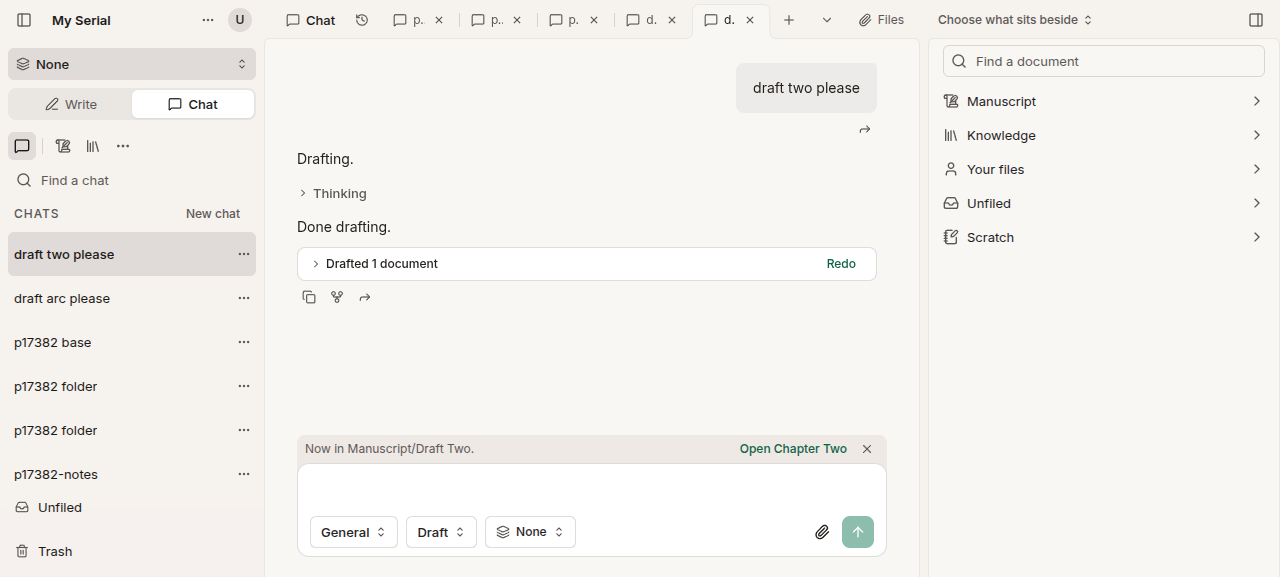 My Serial
U
None
Write
Chat
Find a chat
CHATS
New chat
draft two please
draft arc please
p17382 base
p17382 folder
p17382 folder
p17382-notes
Unfiled
Trash
Chat
p..
p..
p.
d.
d.
Files
draft two please
Drafting.
Thinking
Done drafting.
Drafted 1 document
Redo
Now in Manuscript/Draft Two.
Open Chapter Two
General
Draft
None
Choose what sits beside
Find a document
Manuscript
Knowledge
Your files
Unfiled
Scratch